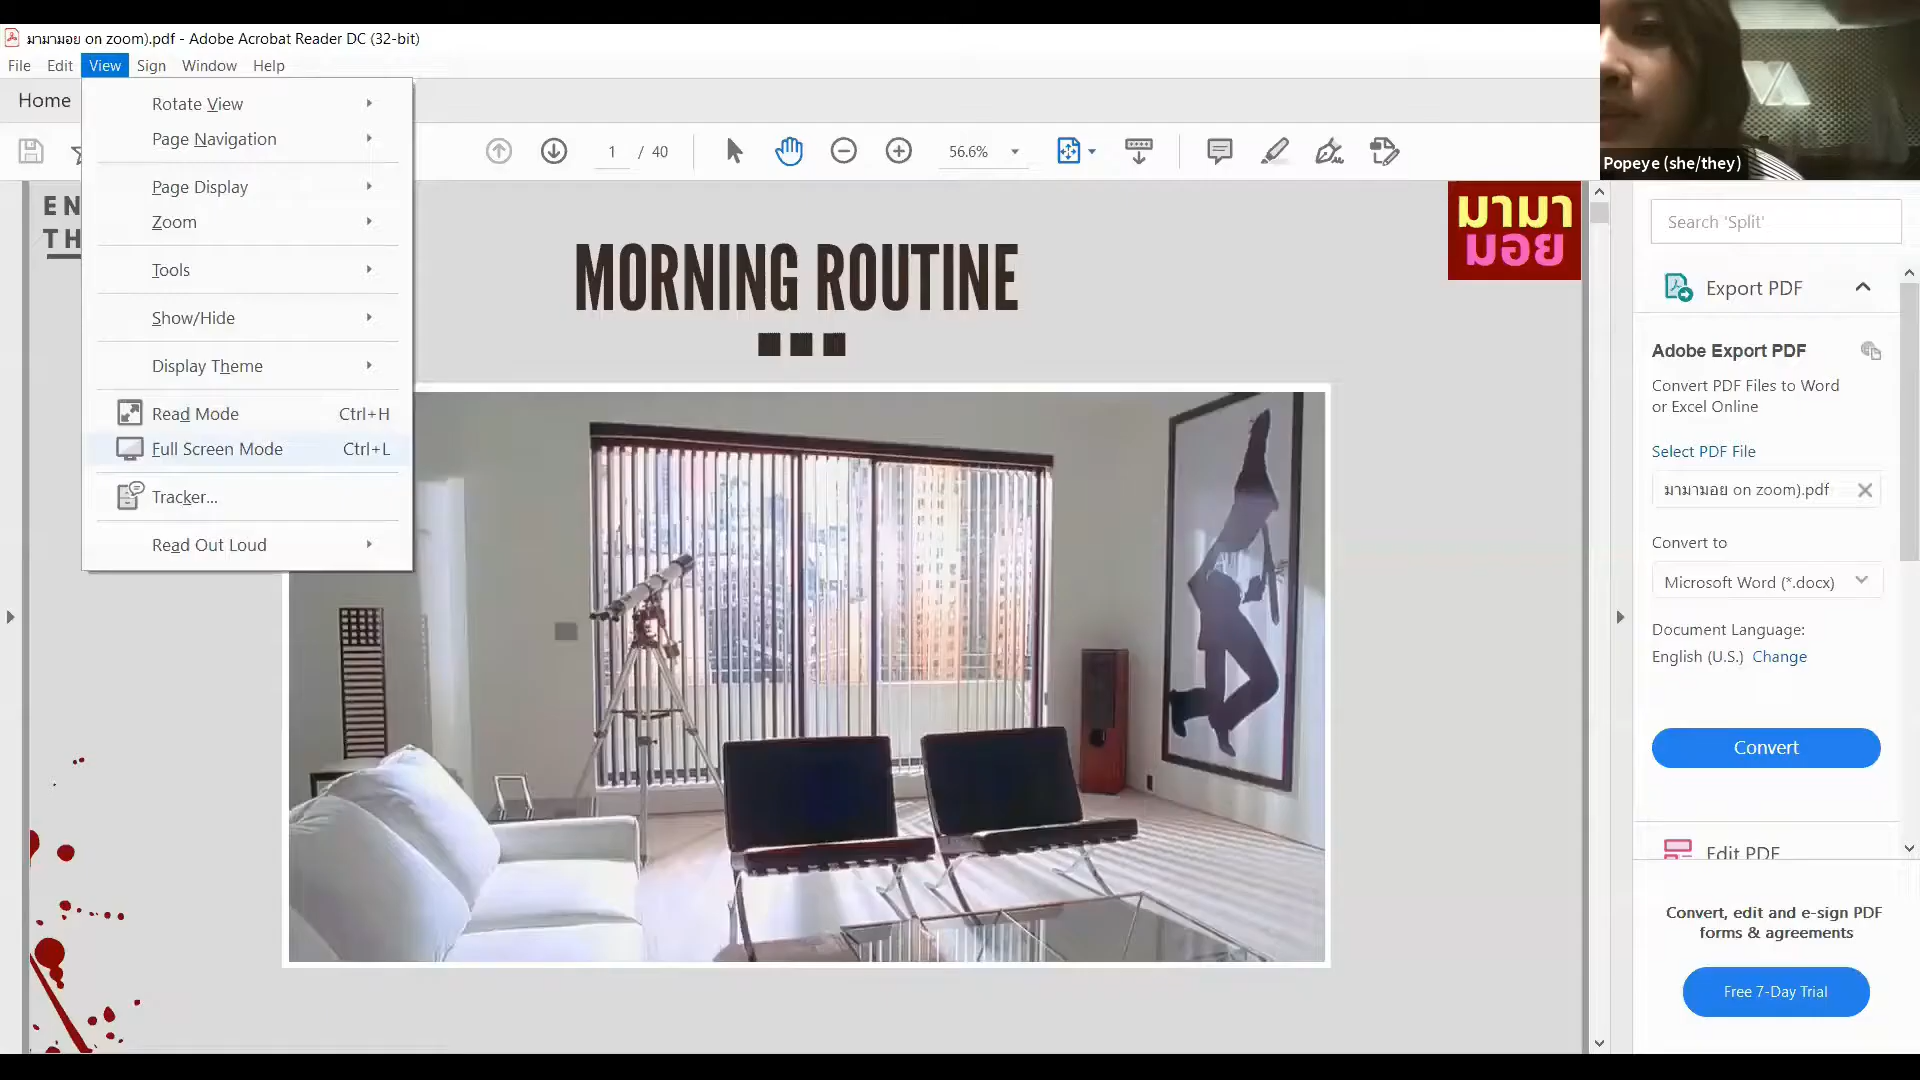 มามามอย on zoom).pdf - Adobe Acrobat Reader DC (32-bit)
File Edit View Sign Window Help
Home
1 / 40
56.6%
Popeye (she/they)
Rotate View
Page Navigation
Page Display
Zoom
Tools
Show/Hide
Display Theme
Read Mode Ctrl+H
Full Screen Mode Ctrl+L
Tracker...
Read Out Loud
EN
TH
MORNING ROUTINE
มามา
มอย
Search 'Split'
Export PDF
Adobe Export PDF
Convert PDF Files to Word
or Excel Online
Select PDF File
มามามอย on zoom).pdf
Convert to
Microsoft Word (*.docx)
Document Language:
English (U.S.) Change
Convert
Edit PDF
Convert, edit and e-sign PDF
forms & agreements
Free 7-Day Trial